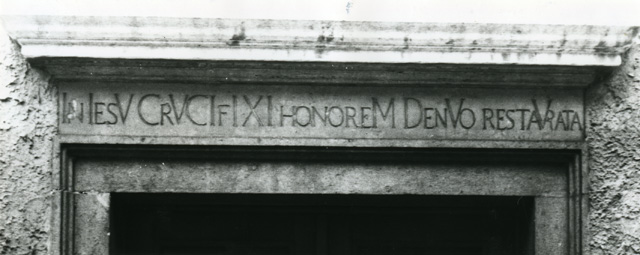 IN IESV CRVCIFIXI HONOREM DENVO RESTAVRATA